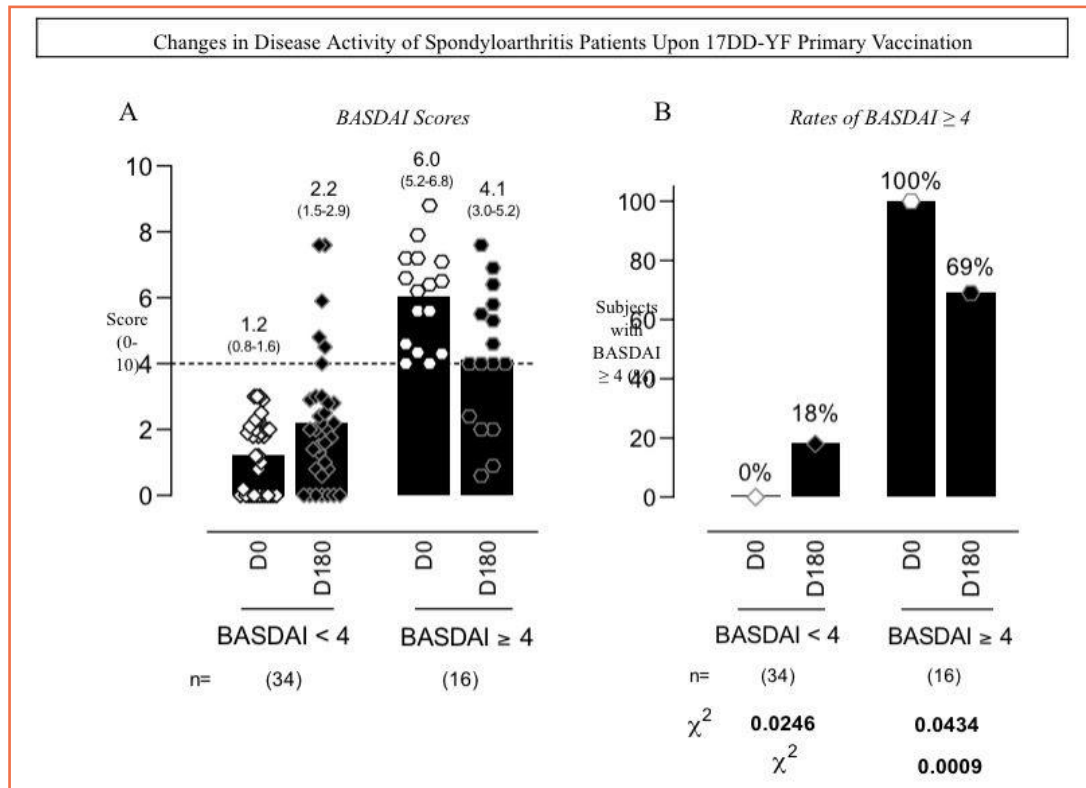 Changes in Disease Activity of Spondyloarthritis Patients Upon 17DD-YF Primary Vaccination
A
BASDAI Scores
Score
(0-
10)
10
8
6
4
2
0
1.2
(0.8-1.6)
2.2
(1.5-2.9)
6.0
(5.2-6.8)
4.1
(3.0-5.2)
D0
D180
D0
D180
BASDAI < 4
BASDAI ≥ 4
n= (34) (16)
B
Rates of BASDAI ≥ 4
Subjects
with
BASDAI
≥ 4 (%)
100
80
60
40
20
0
0%
18%
100%
69%
D0
D180
D0
D180
BASDAI < 4
BASDAI ≥ 4
n= (34) (16)
χ² 0.0246 0.0434
χ² 0.0009